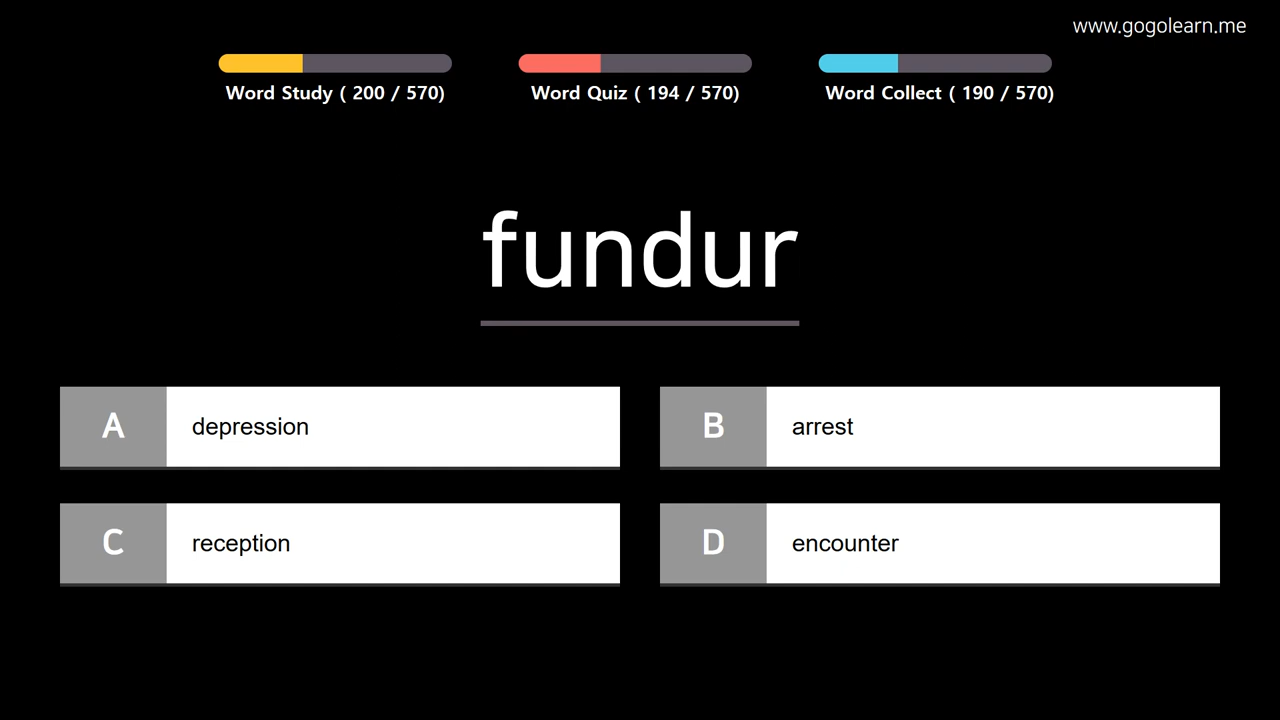 www.gogolearn.me
Word Study ( 200 / 570)
Word Quiz ( 194 / 570)
Word Collect ( 190 / 570)
fundur
A depression
B arrest
C reception
D encounter